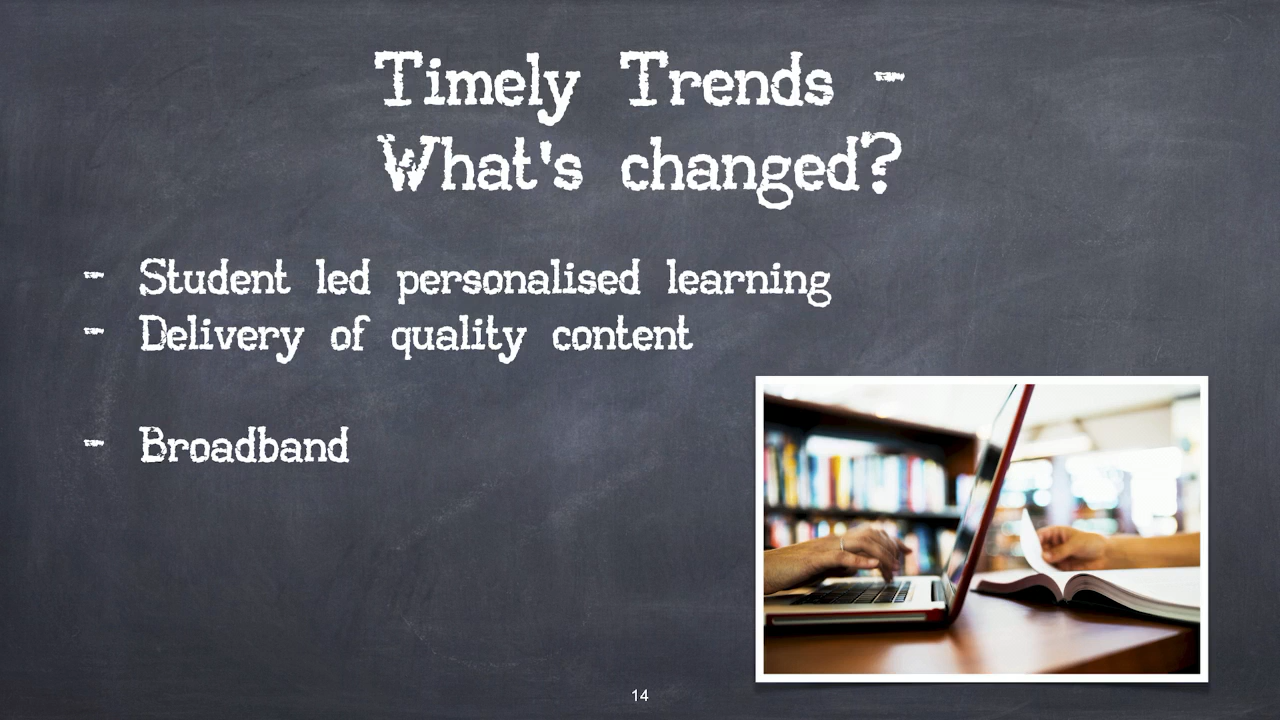 Timely Trends -
What's changed?
- Student led personalised learning
- Delivery of quality content
- Broadband
14